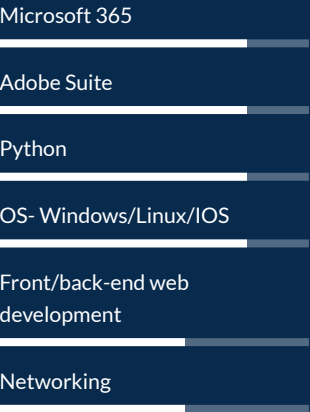 Microsoft 365
Adobe Suite
Python
OS- Windows/Linux/IOS
Front/back-end web
development
Networking